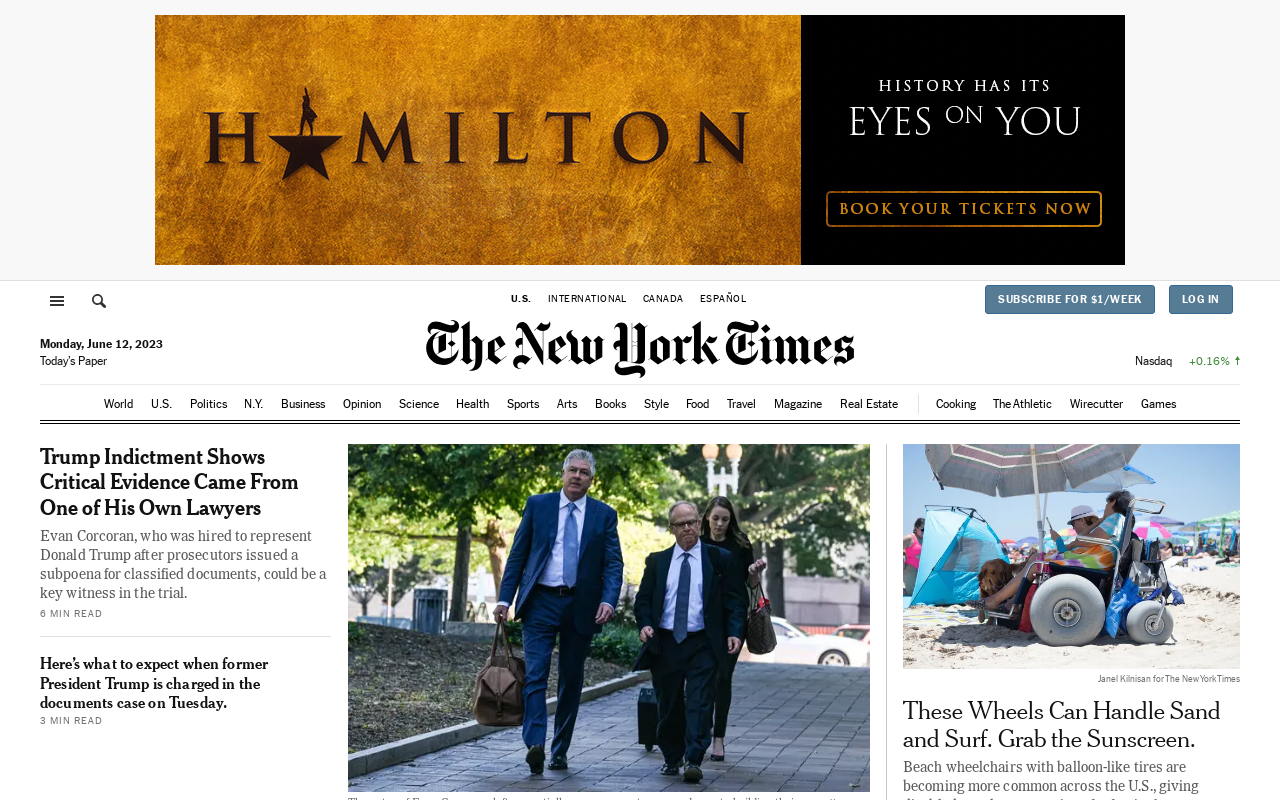 HAMILTON
HISTORY HAS ITS
EYES ON YOU
BOOK YOUR TICKETS NOW
U.S. INTERNATIONAL CANADA ESPAÑOL
SUBSCRIBE FOR $1/WEEK
LOG IN
The New York Times
Monday, June 12, 2023
Today's Paper
Nasdaq +0.16%
World U.S. Politics N.Y. Business Opinion Science Health Sports Arts Books Style Food Travel Magazine Real Estate Cooking The Athletic Wirecutter Games
Trump Indictment Shows
Critical Evidence Came From
One of His Own Lawyers
Evan Corcoran, who was hired to represent
Donald Trump after prosecutors issued a
subpoena for classified documents, could be a
key witness in the trial.
6 MIN READ
Here's what to expect when former
President Trump is charged in the
documents case on Tuesday.
3 MIN READ
Janel Kilnisan for The New York Times
These Wheels Can Handle Sand
and Surf. Grab the Sunscreen.
Beach wheelchairs with balloon-like tires are
becoming more common across the U.S., giving